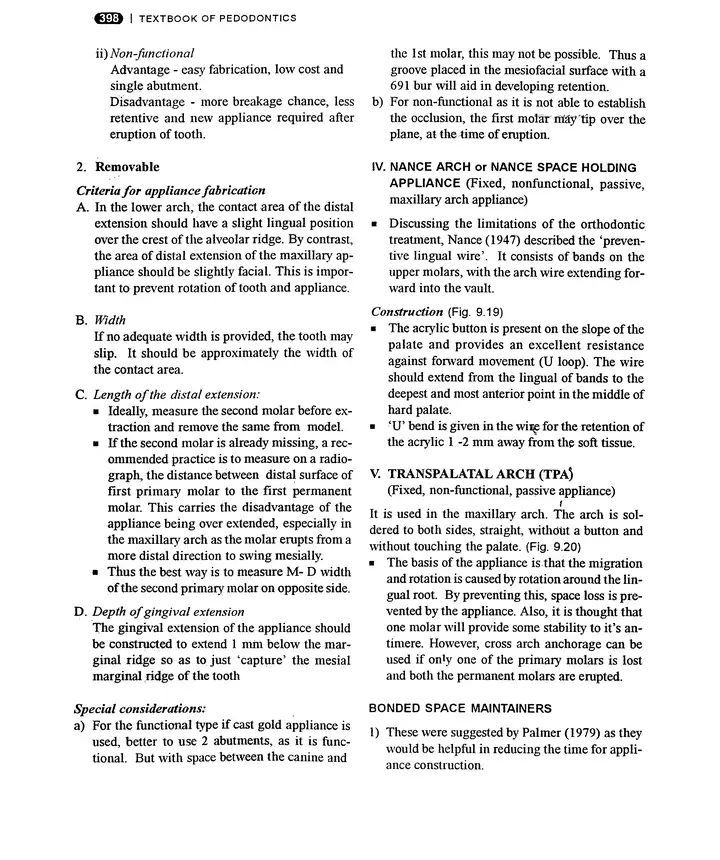 398 | TEXTBOOK OF PEDODONTICS
ii) Non-functional
Advantage - easy fabrication, low cost and
single abutment.
Disadvantage - more breakage chance, less
retentive and new appliance required after
eruption of tooth.
2. Removable
Criteria for appliance fabrication
A. In the lower arch, the contact area of the distal
extension should have a slight lingual position
over the crest of the alveolar ridge. By contrast,
the area of distal extension of the maxillary ap-
pliance should be slightly facial. This is impor-
tant to prevent rotation of tooth and appliance.
B. Width
If no adequate width is provided, the tooth may
slip. It should be approximately the width of
the contact area.
C. Length of the distal extension:
▪ Ideally, measure the second molar before ex-
traction and remove the same from model.
▪ If the second molar is already missing, a rec-
ommended practice is to measure on a radio-
graph, the distance between distal surface of
first primary molar to the first permanent
molar. This carries the disadvantage of the
appliance being over extended, especially in
the maxillary arch as the molar erupts from a
more distal direction to swing mesially.
▪ Thus the best way is to measure M- D width
of the second primary molar on opposite side.
D. Depth of gingival extension
The gingival extension of the appliance should
be constructed to extend 1 mm below the mar-
ginal ridge so as to just 'capture' the mesial
marginal ridge of the tooth
Special considerations:
a) For the functional type if cast gold appliance is
used, better to use 2 abutments, as it is func-
tional. But with space between the canine and
the 1st molar, this may not be possible. Thus a
groove placed in the mesiofacial surface with a
691 bur will aid in developing retention.
b) For non-functional as it is not able to establish
the occlusion, the first molar may tip over the
plane, at the time of eruption.
IV. NANCE ARCH or NANCE SPACE HOLDING
APPLIANCE (Fixed, nonfunctional, passive,
maxillary arch appliance)
▪ Discussing the limitations of the orthodontic
treatment, Nance (1947) described the 'preven-
tive lingual wire'. It consists of bands on the
upper molars, with the arch wire extending for-
ward into the vault.
Construction (Fig. 9.19)
▪ The acrylic button is present on the slope of the
palate and provides an excellent resistance
against forward movement (U loop). The wire
should extend from the lingual of bands to the
deepest and most anterior point in the middle of
hard palate.
▪ 'U' bend is given in the wire for the retention of
the acrylic 1 -2 mm away from the soft tissue.
V. TRANSPALATAL ARCH (TPA)
(Fixed, non-functional, passive appliance)
It is used in the maxillary arch. The arch is sol-
dered to both sides, straight, without a button and
without touching the palate. (Fig. 9.20)
▪ The basis of the appliance is that the migration
and rotation is caused by rotation around the lin-
gual root. By preventing this, space loss is pre-
vented by the appliance. Also, it is thought that
one molar will provide some stability to it's an-
timere. However, cross arch anchorage can be
used if only one of the primary molars is lost
and both the permanent molars are erupted.
BONDED SPACE MAINTAINERS
1) These were suggested by Palmer (1979) as they
would be helpful in reducing the time for appli-
ance construction.